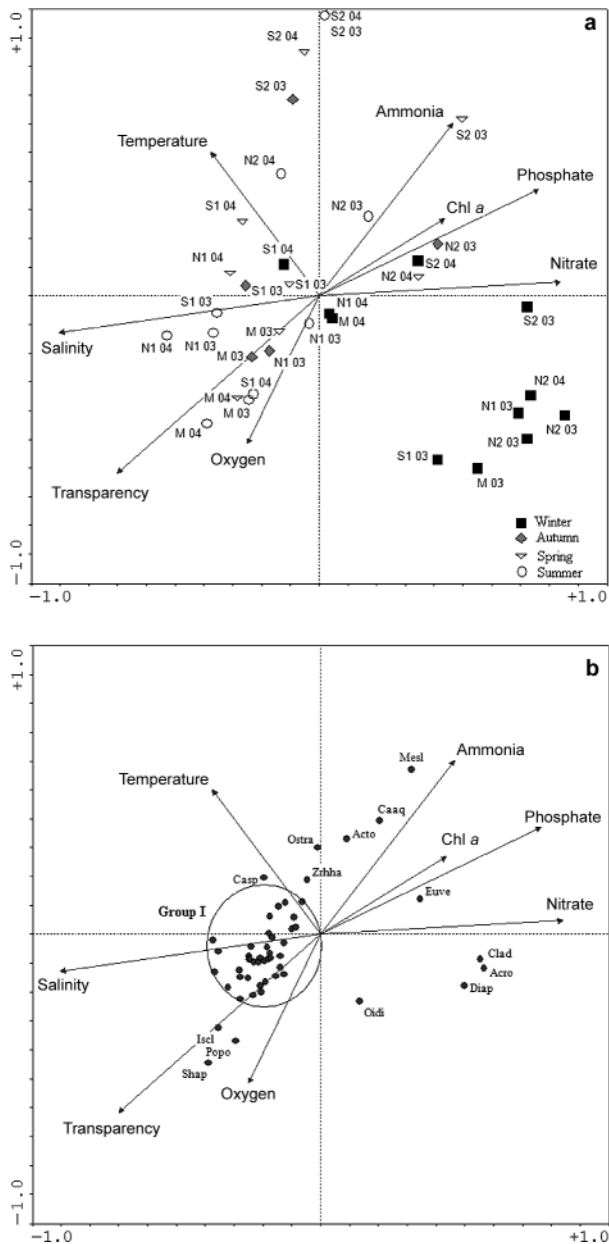 +1.0
a
S2 04
S2 04
S2 03
S2 03
Ammonia
S2 03
Temperature
N2 04
Phosphate
S1 04
N2 03
Chl a
N2 03
S1 04
S2 04
Nitrate
N1 04
N2 04
S1 03
S1 03
S1 03
N1 04
M 04
S2 03
Salinity
M 03
N1 03
N1 04
N1 03
M 03
N1 03
S1 04
N2 04
M 04
M 03
N1 03
N2 03
M 04
Oxygen
N2 03
S1 03
M 03
Transparency
Winter
Autumn
Spring
Summer
-1.0
-1.0
+1.0
+1.0
b
Mesl
Ammonia
Temperature
Caaq
Phosphate
Acto
Ostra
Chl a
Zrhha
Casp
Euve
Nitrate
Group I
Clad
Salinity
Acro
Diap
Oidi
Iscl
Popo
Shap
Oxygen
Transparency
-1.0
-1.0
+1.0